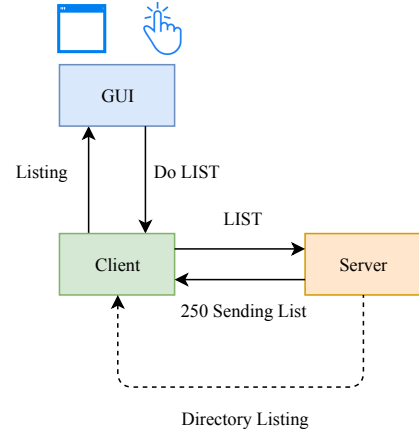 GUI
Listing
Do LIST
LIST
Client
Server
250 Sending List
Directory Listing